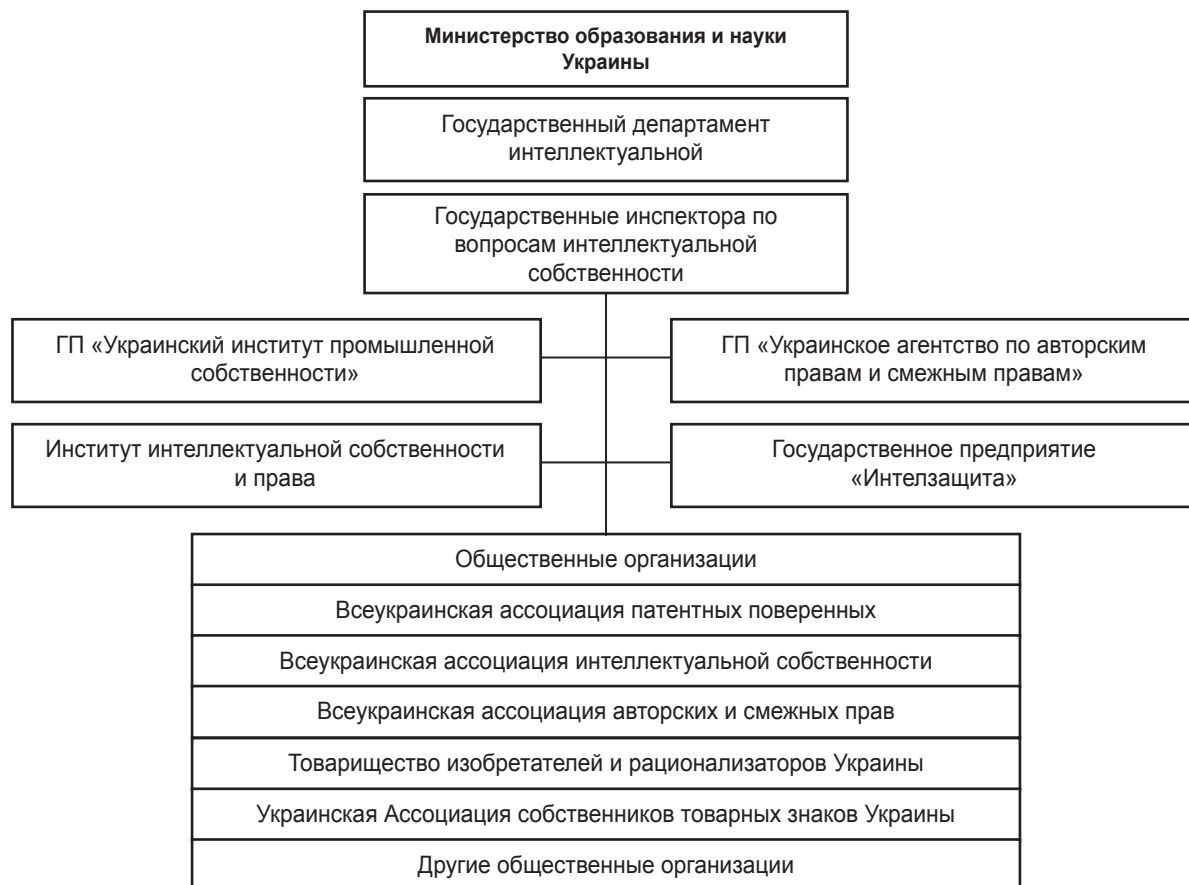 Министерство образования и науки
Украины
Государственный департамент
интеллектуальной
Государственные инспектора по
вопросам интеллектуальной
собственности
ГП «Украинский институт промышленной
собственности»
ГП «Украинское агентство по авторским
правам и смежным правам»
Институт интеллектуальной собственности
и права
Государственное предприятие
«Интелзащита»
Общественные организации
Всеукраинская ассоциация патентных поверенных
Всеукраинская ассоциация интеллектуальной собственности
Всеукраинская ассоциация авторских и смежных прав
Товарищество изобретателей и рационализаторов Украины
Украинская Ассоциация собственников товарных знаков Украины
Другие общественные организации